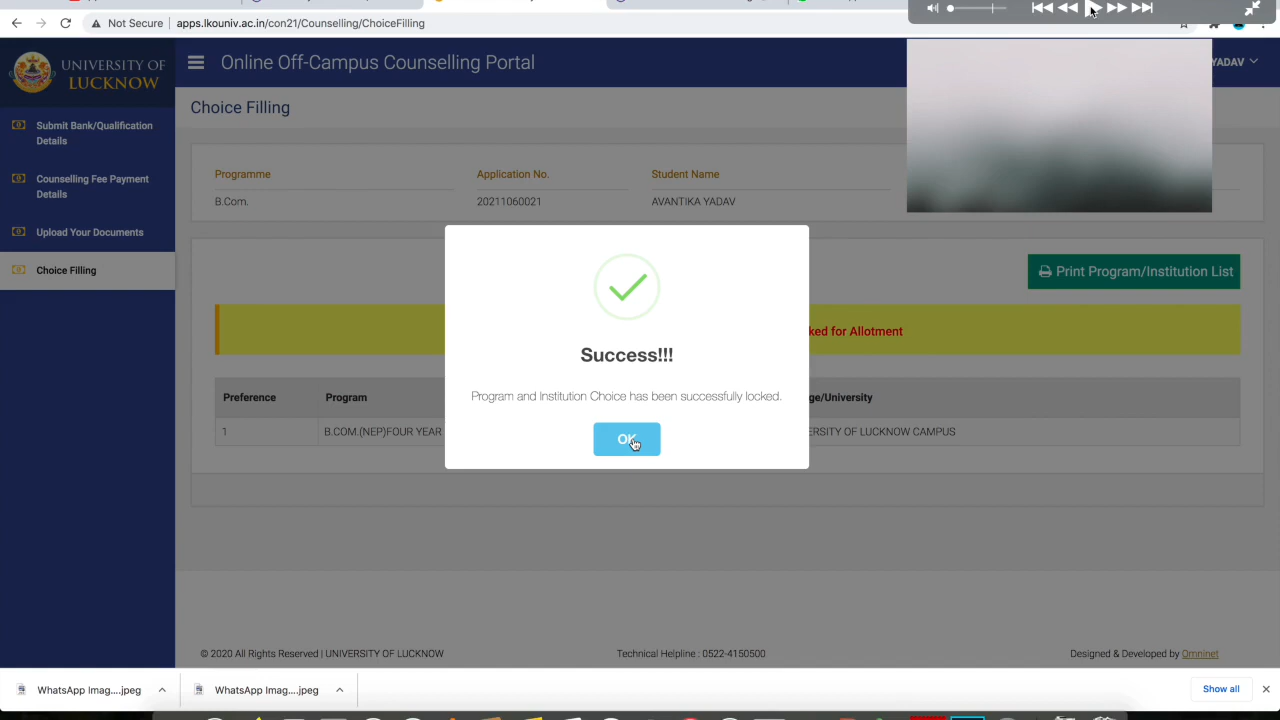 Not Secure
apps.lkouniv.ac.in/con21/Counselling/ChoiceFilling
UNIVERSITY OF
LUCKNOW
Online Off-Campus Counselling Portal
YADAV
Submit Bank/Qualification
Details
Counselling Fee Payment
Details
Upload Your Documents
Choice Filling
Choice Filling
Programme
Application No.
Student Name
B.Com.
20211060021
AVANTIKA YADAV
Print Program/Institution List
for Allotment
Success!!!
Program and Institution Choice has been successfully locked.
OK
Preference
Program
1
B.COM.(NEP)FOUR YEAR
OF LUCKNOW CAMPUS
© 2020 All Rights Reserved | UNIVERSITY OF LUCKNOW
Technical Helpline : 0522-4150500
Designed & Developed by Omninet
WhatsApp Imag....jpeg
WhatsApp Imag....jpeg
Show all